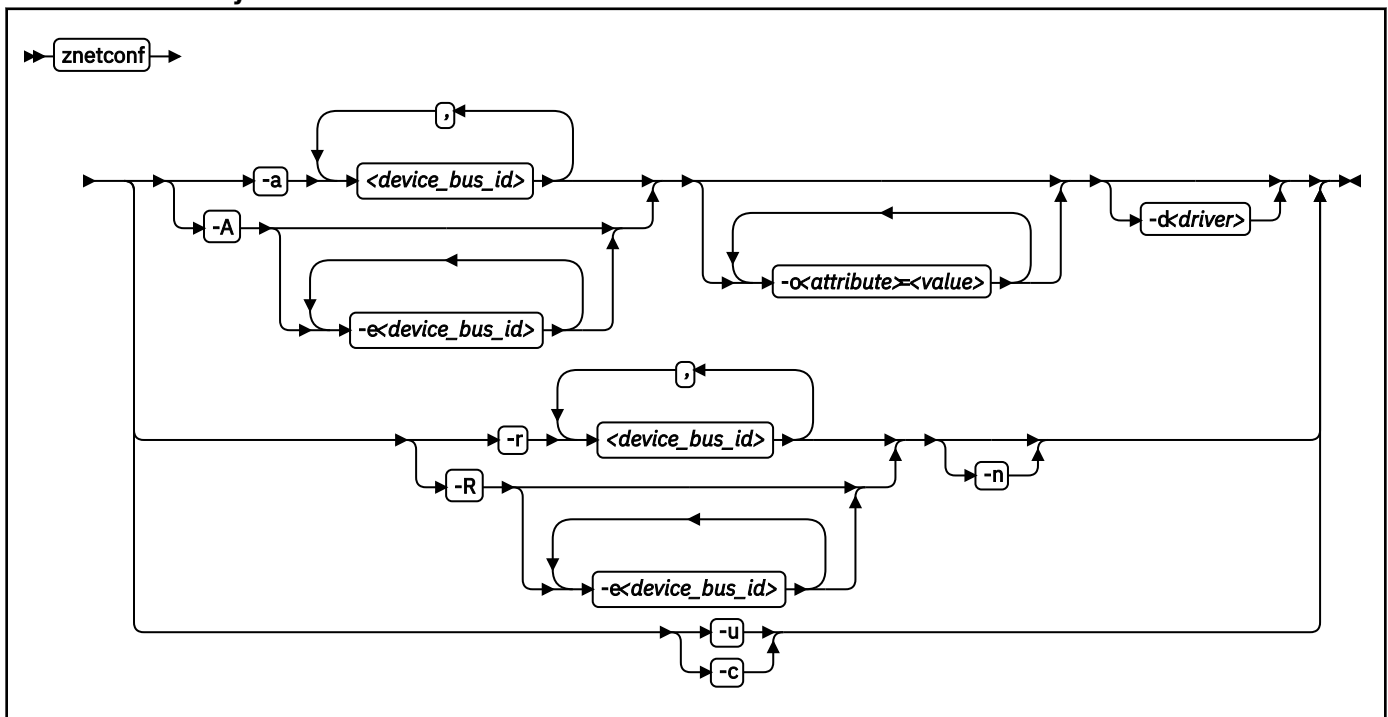 znetconf
,
-a <device_bus_id>
-d<driver>
-A
-o<attribute>=<value>
-e<device_bus_id>
,
-r <device_bus_id>
-n
-R
-e<device_bus_id>
-u
-c